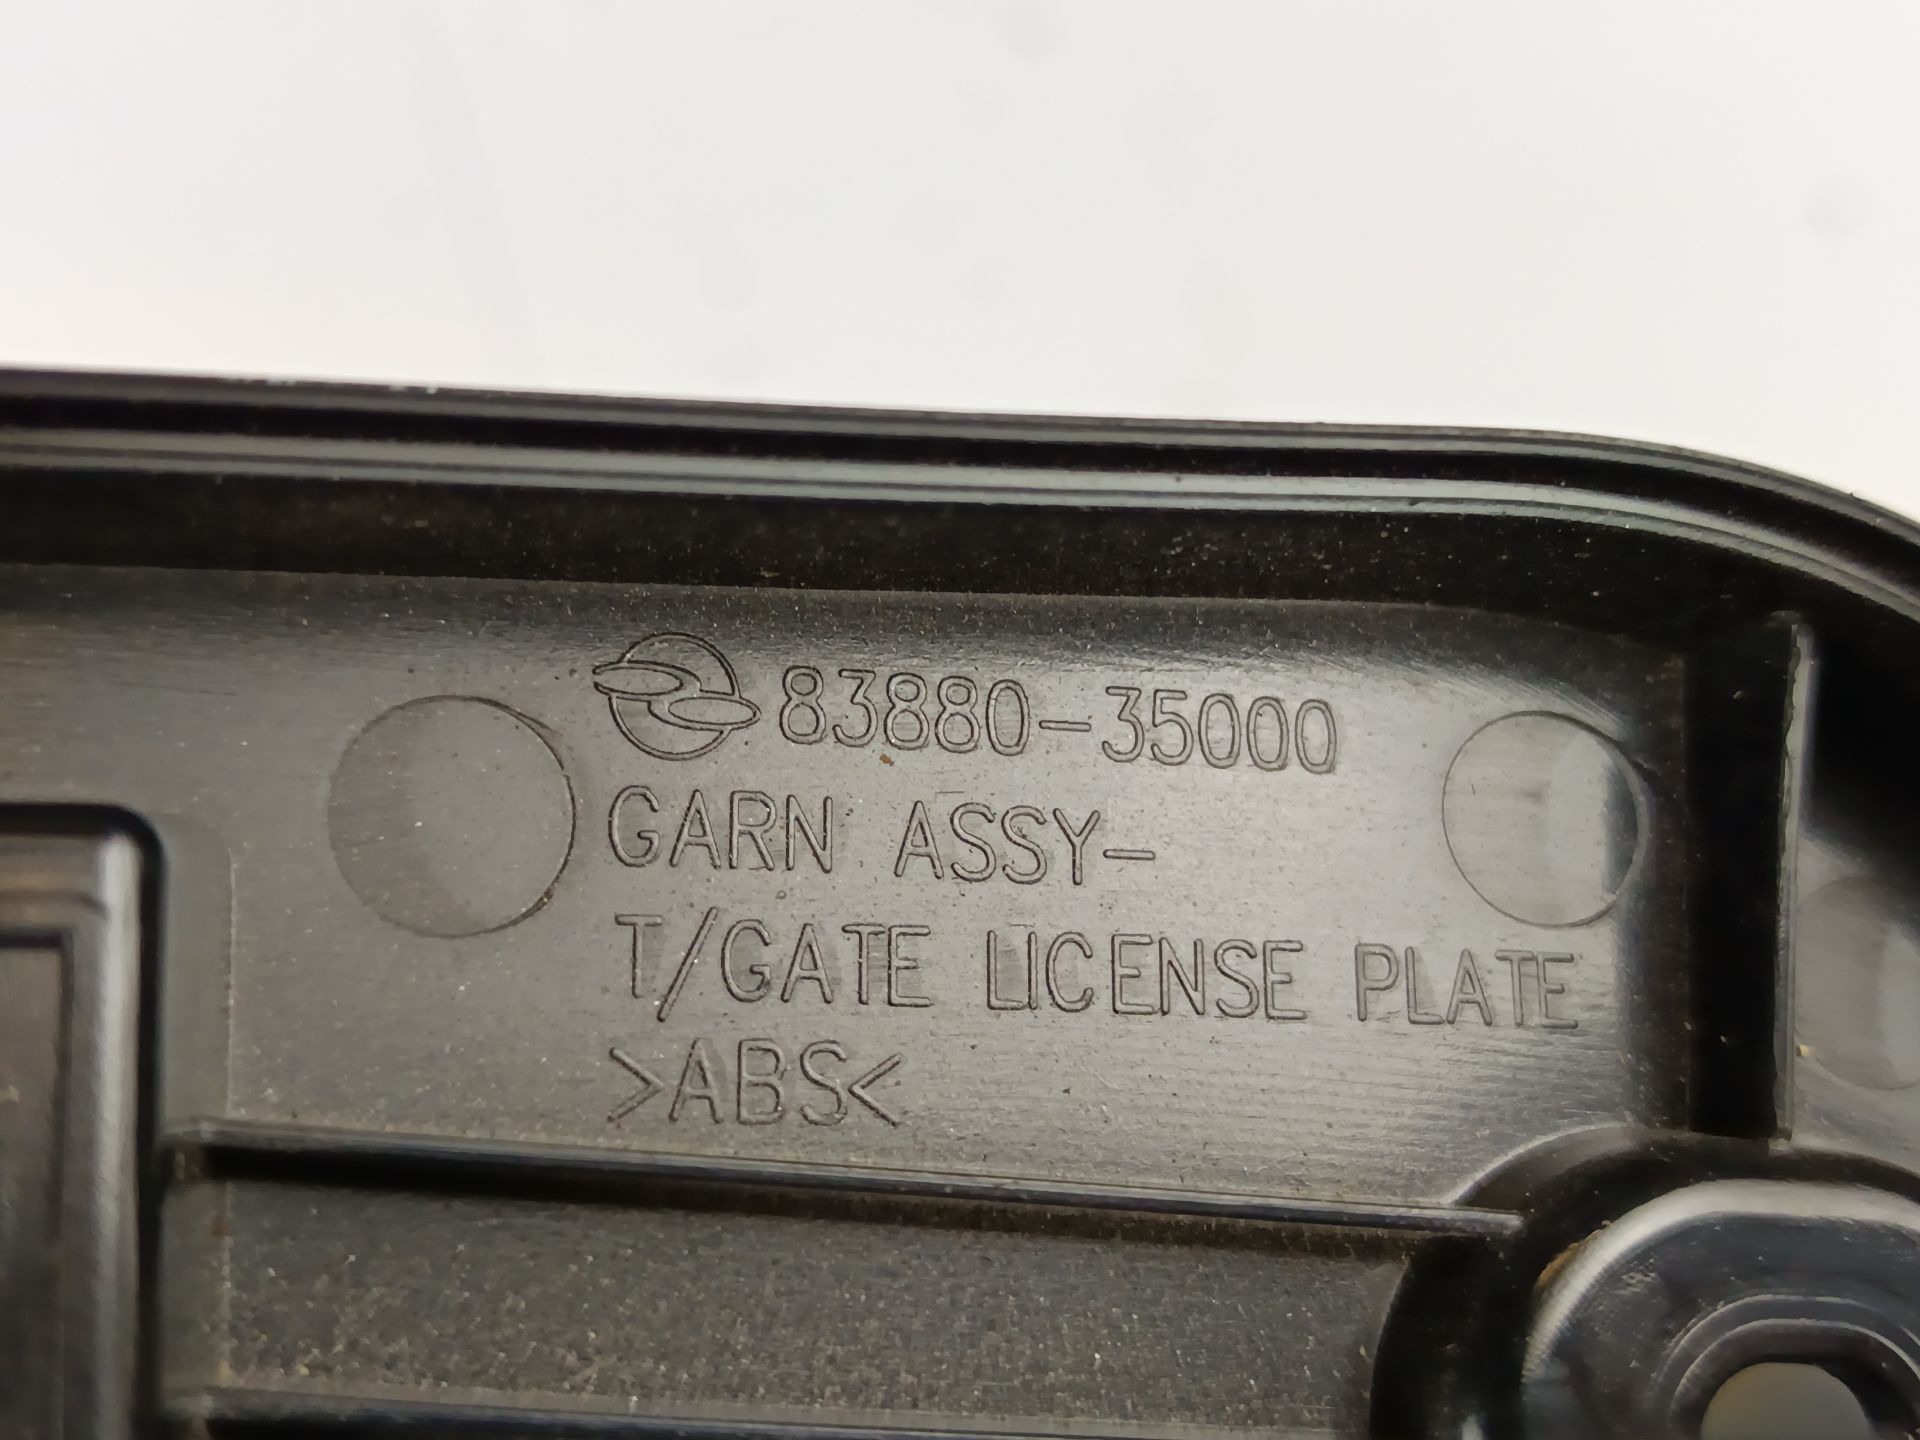 83880-35000
GARN ASSY-
T/GATE LICENSE PLATE
>ABS<